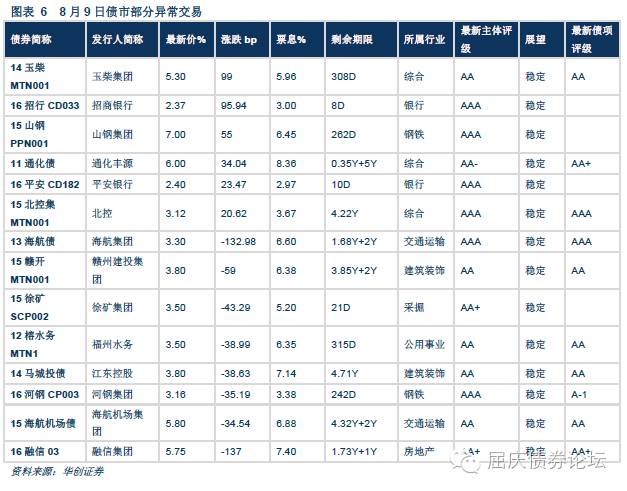 图表 6 8月9日债市部分异常交易
债券简称 发行人简称 最新价% 涨跌 bp 票息% 剩余期限 所属行业 最新主体评级 展望 最新债项评级
14 玉柴 MTN001 玉柴集团 5.30 99 5.96 308D 综合 AA 稳定 AA
16 招行 CD033 招商银行 2.37 95.94 3.00 8D 银行 AAA 稳定
15 山钢 PPN001 山钢集团 7.00 55 6.45 262D 钢铁 AAA 稳定
11 通化债 通化丰源 6.00 34.04 8.36 0.35Y+5Y 综合 AA- 稳定 AA+
16 平安 CD182 平安银行 2.40 23.47 2.97 10D 银行 AAA 稳定
15 北控集 MTN001 北控 3.12 20.62 3.67 4.22Y 综合 AAA 稳定 AAA
13 海航债 海航集团 3.30 -132.98 6.60 1.68Y+2Y 交通运输 AAA 稳定 AAA
15 赣开 MTN001 赣州建投集团 3.80 -59 6.38 3.85Y+2Y 建筑装饰 AA 稳定 AA
15 徐矿 SCP002 徐矿集团 3.50 -43.29 5.20 21D 采掘 AA+ 稳定
12 榕水务 MTN1 福州水务 3.50 -38.99 6.35 315D 公用事业 AA 稳定 AA
14 马城投债 江东控股 3.80 -38.63 7.14 4.71Y 建筑装饰 AA 稳定 AA
16 河钢 CP003 河钢集团 3.16 -35.19 3.38 242D 钢铁 AAA 稳定 A-1
15 海航机场债 海航机场集团 5.80 -34.54 6.88 4.32Y+2Y 交通运输 AA 稳定 AA
16 融信 03 融信集团 5.75 -137 7.40 1.73Y+1Y 房地产 AA+ 稳定 AA+
资料来源：华创证券
屈庆债券论坛